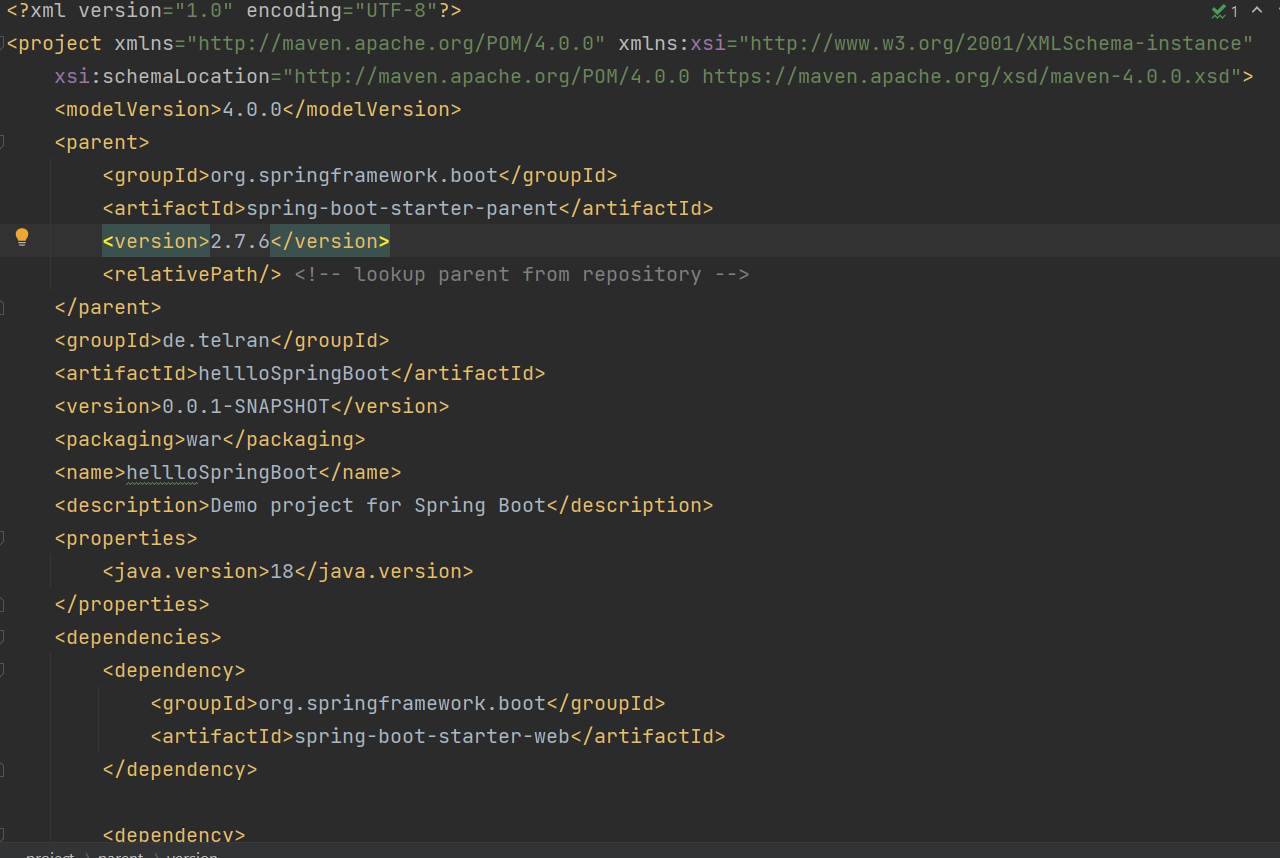 <?xml version="1.0" encoding="UTF-8"?>
1
<project xmlns="http://maven.apache.org/POM/4.0.0" xmlns:xsi="http://www.w3.org/2001/XMLSchema-instance"
xsi:schemaLocation="http://maven.apache.org/POM/4.0.0 https://maven.apache.org/xsd/maven-4.0.0.xsd">
<modelVersion>4.0.0</modelVersion>
<parent>
<groupId>org.springframework.boot</groupId>
<artifactId>spring-boot-starter-parent</artifactId>
<version>2.7.6</version>
<relativePath/> <!-- lookup parent from repository -->
</parent>
<groupId>de.telran</groupId>
<artifactId>hellloSpringBoot</artifactId>
<version>0.0.1-SNAPSHOT</version>
<packaging>war</packaging>
<name>hellloSpringBoot</name>
<description>Demo project for Spring Boot</description>
<properties>
<java.version>18</java.version>
</properties>
<dependencies>
<dependency>
<groupId>org.springframework.boot</groupId>
<artifactId>spring-boot-starter-web</artifactId>
</dependency>
<dependency>
project › parent › version